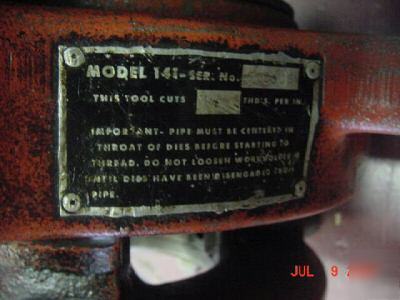 MODEL 141-SER. No.
THIS TOOL CUTS THD'S. PER IN.
IMPORTANT- PIPE MUST BE CENTERED IN
THROAT OF DIES BEFORE STARTING TO
THREAD. DO NOT LOOSEN WORKHOLDER
UNTIL DIES HAVE BEEN DISENGAGED FROM
PIPE.
JUL 9